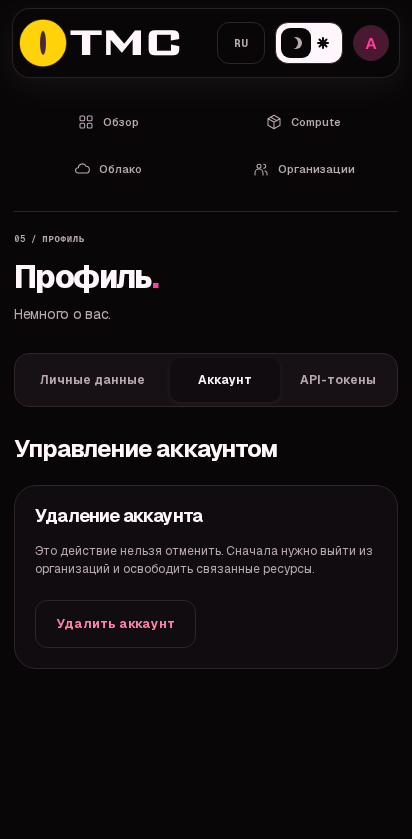 TMC
RU
A
Обзор
Compute
Облако
Организации
05 / ПРОФИЛЬ
Профиль.
Немного о вас.
Личные данные
Аккаунт
API-токены
Управление аккаунтом
Удаление аккаунта
Это действие нельзя отменить. Сначала нужно выйти из
организаций и освободить связанные ресурсы.
Удалить аккаунт